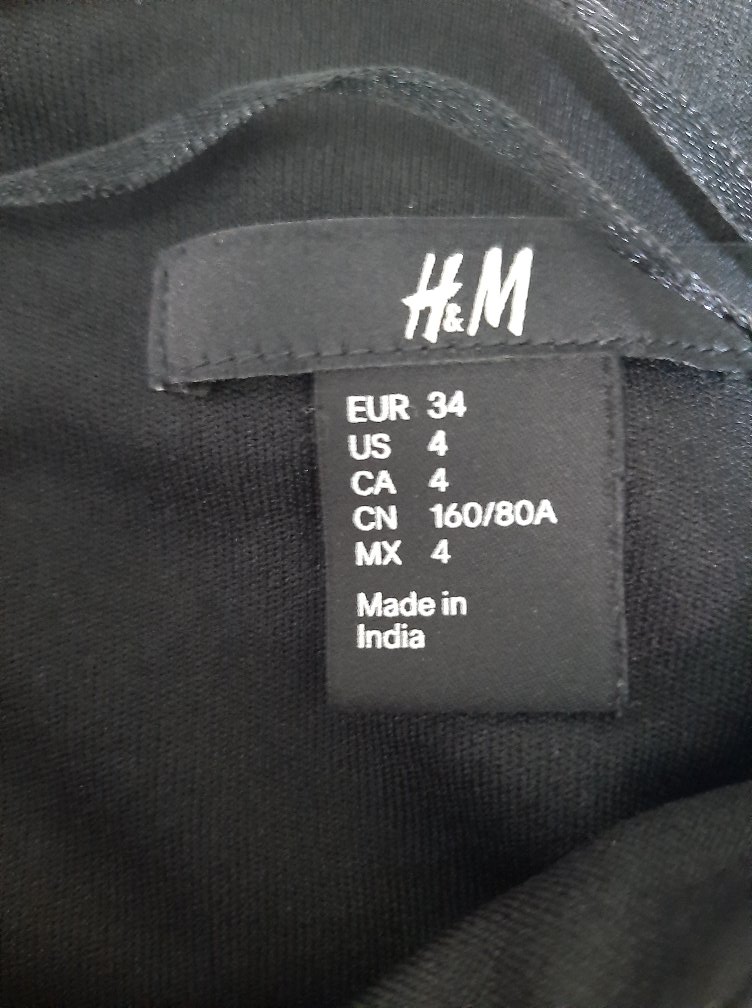 H&M
EUR 34
US 4
CA 4
CN 160/80A
MX 4
Made in
India